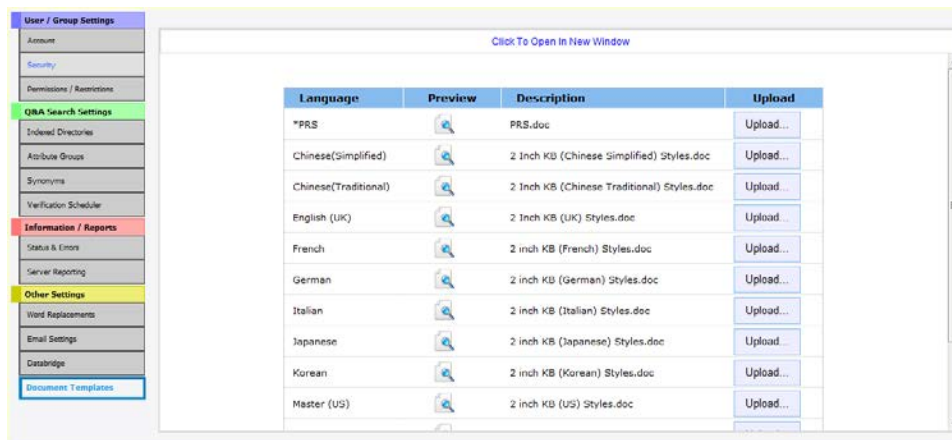 User / Group Settings
Account
Security
Permissions / Restrictions
Q&A Search Settings
Indexed Directories
Attribute Groups
Synonyms
Verification Scheduler
Information / Reports
Status & Errors
Server Reporting
Other Settings
Word Replacements
Email Settings
Databridge
Document Templates
Click To Open In New Window
Language Preview Description Upload
*PRS PRS.doc Upload...
Chinese(Simplified) 2 Inch KB (Chinese Simplified) Styles.doc Upload...
Chinese(Traditional) 2 Inch KB (Chinese Traditional) Styles.doc Upload...
English (UK) 2 Inch KB (UK) Styles.doc Upload...
French 2 inch KB (French) Styles.doc Upload...
German 2 inch KB (German) Styles.doc Upload...
Italian 2 inch KB (Italian) Styles.doc Upload...
Japanese 2 inch KB (Japanese) Styles.doc Upload...
Korean 2 inch KB (Korean) Styles.doc Upload...
Master (US) 2 inch KB (US) Styles.doc Upload...